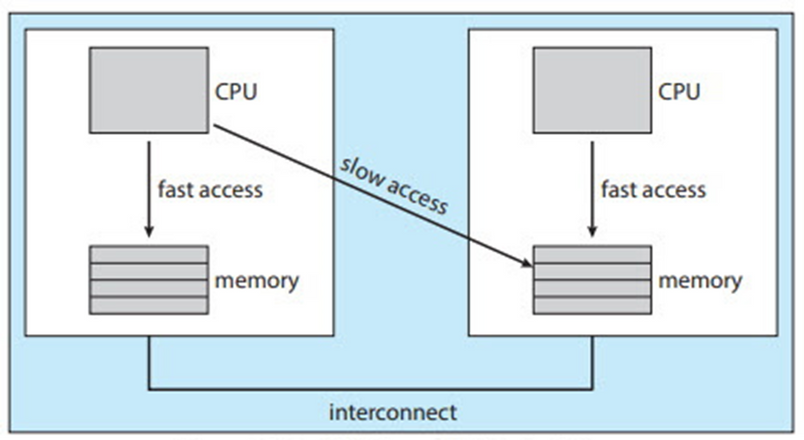 CPU
CPU
slow access
fast access
fast access
memory
memory
interconnect